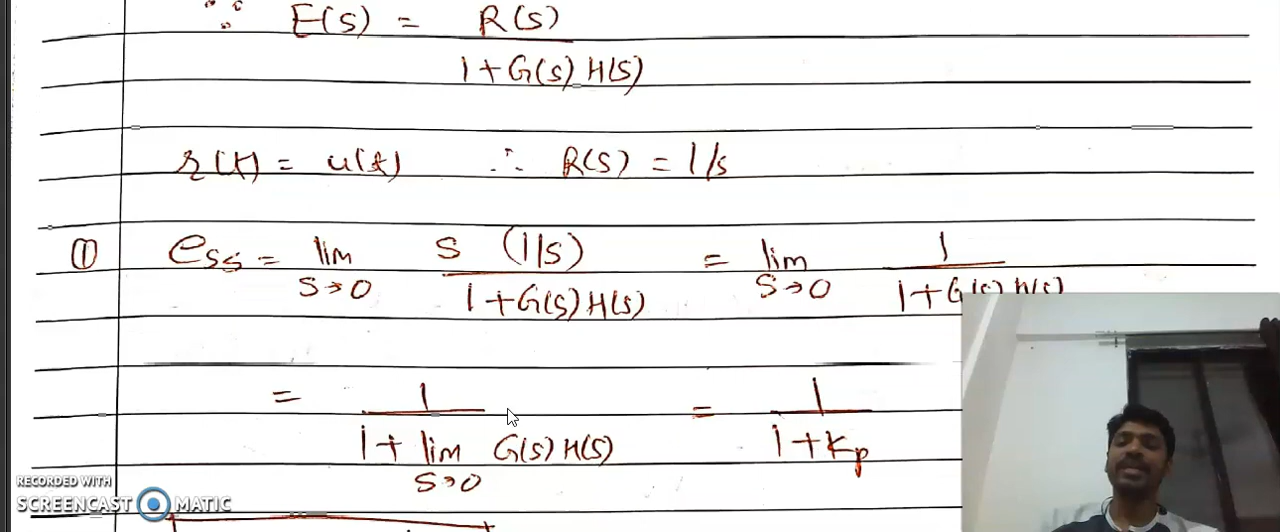 ∴ E(s) = R(s) / 1+G(s) H(s)
r(t) = u(t) ∴ R(s) = 1/s
① ess = lim s→0 s (1/s) / 1+G(s) H(s) = lim s→0 1 / 1+G(s) H(s)
= 1 / 1+ lim s→0 G(s) H(s) = 1 / 1+Kp
RECORDED WITH
SCREENCAST MATIC